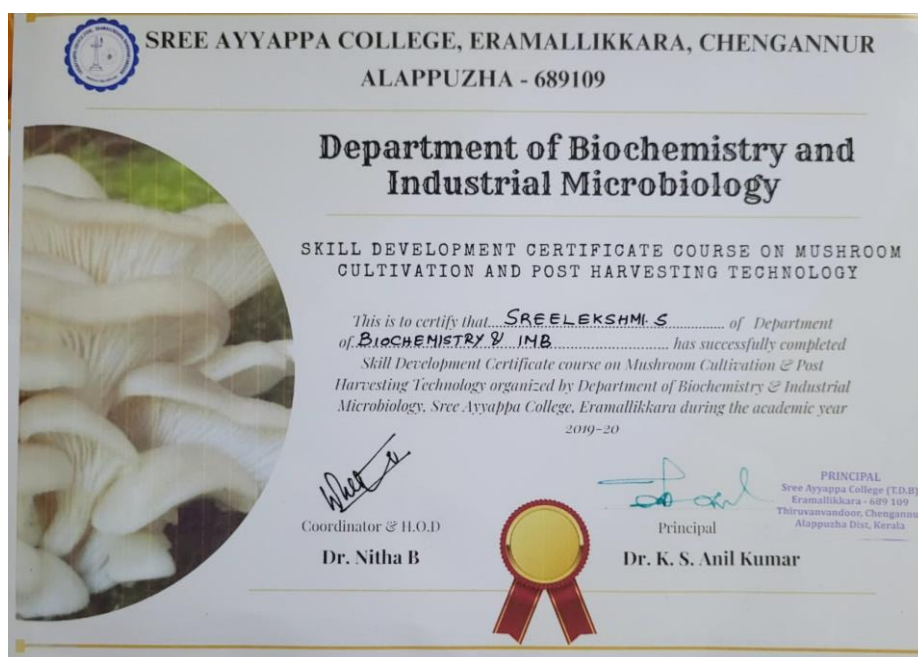 SREE AYYAPPA COLLEGE, ERAMALLIKKARA, CHENGANNUR
ALAPPUZHA - 689109
Department of Biochemistry and
Industrial Microbiology
SKILL DEVELOPMENT CERTIFICATE COURSE ON MUSHROOM
CULTIVATION AND POST HARVESTING TECHNOLOGY
This is to certify that SREELEKSHMI.S of Department
of BIOCHEMISTRY & IMB has successfully completed
Skill Development Certificate course on Mushroom Cultivation & Post
Harvesting Technology organized by Department of Biochemistry & Industrial
Microbiology, Sree Ayyappa College, Eramallikkara during the academic year
2019-20
Coordinator & H.O.D
Dr. Nitha B
Principal
Dr. K. S. Anil Kumar
PRINCIPAL
Sree Ayyappa College (T.D.B)
Eramallikkara - 689 109
Thiruvanvandoor, Chengannu
Alappuzha Dist, Kerala